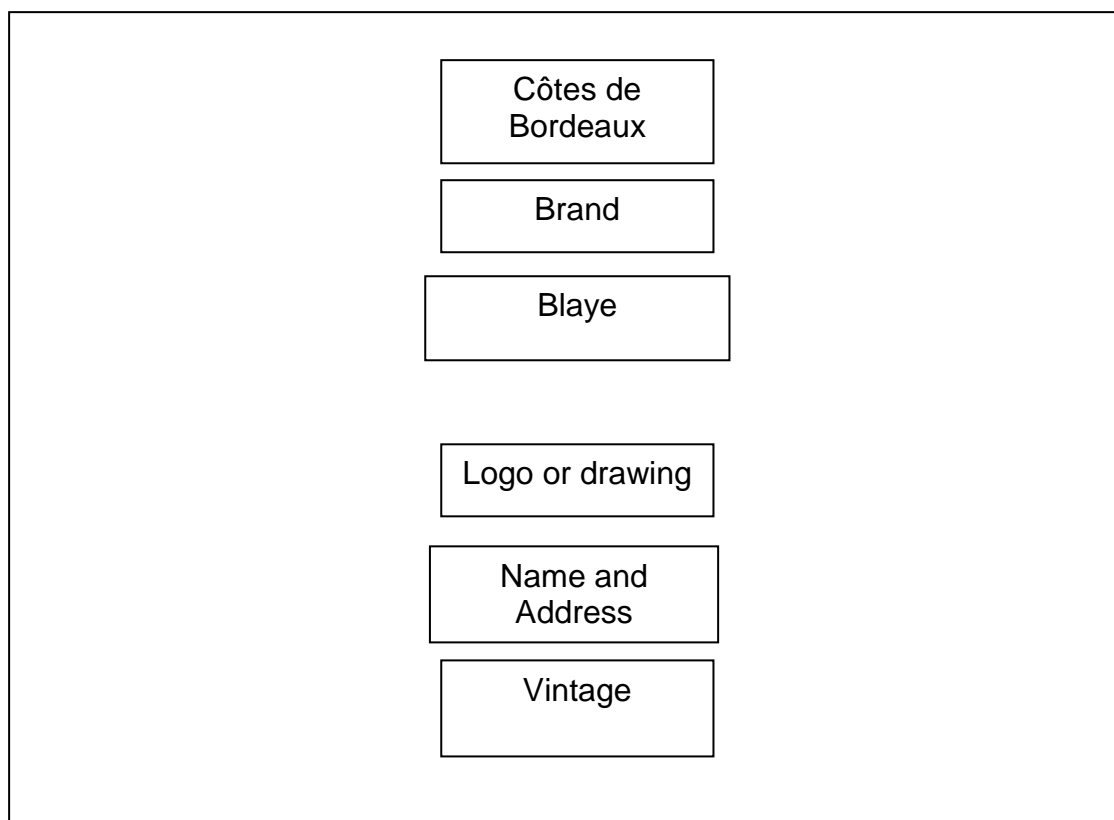 Côtes de
Bordeaux
Brand
Blaye
Logo or drawing
Name and
Address
Vintage